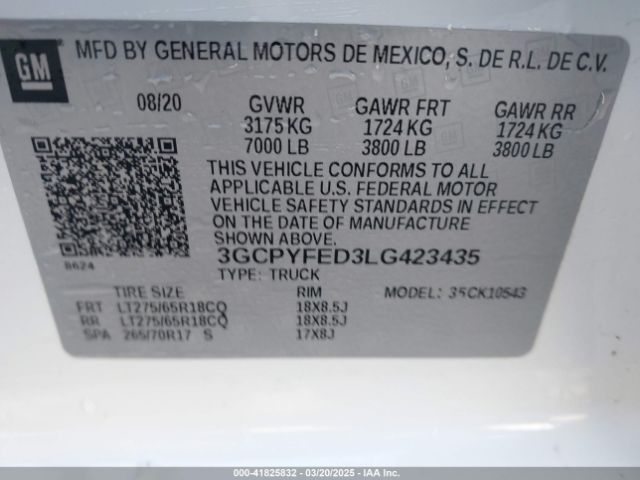 GM
MFD BY GENERAL MOTORS DE MEXICO, S. DE R.L. DE C.V.
08/20 GVWR GAWR FRT GAWR RR
3175 KG 1724 KG 1724 KG
7000 LB 3800 LB 3800 LB
THIS VEHICLE CONFORMS TO ALL
APPLICABLE U.S. FEDERAL MOTOR
VEHICLE SAFETY STANDARDS IN EFFECT
ON THE DATE OF MANUFACTURE
SHOWN ABOVE.
8624
3GCPYFED3LG423435
TYPE: TRUCK
TIRE SIZE RIM MODEL: 35CK10543
FRT LT275/65R18CQ 18X8.5J
RR LT275/65R18CQ 18X8.5J
SPA 265/70R17 S 17X8J
000-41825832 - 03/20/2025 - IAA Inc.